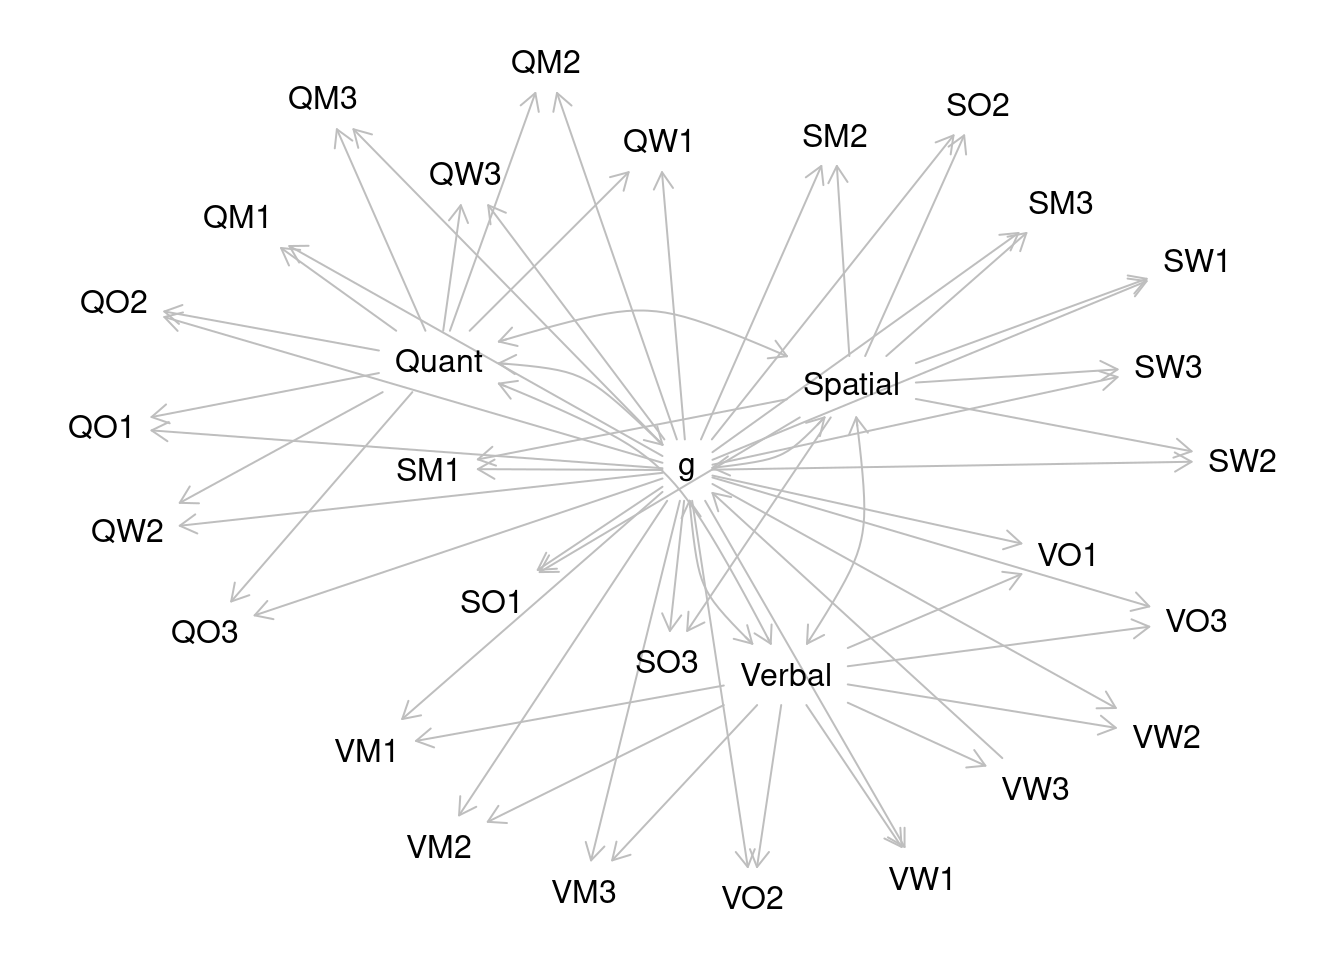 QM2
QM3
SO2
SM2
QW1
QW3
SM3
QM1
SW1
QO2
Quant
SW3
Spatial
QO1
SW2
g
SM1
QW2
VO1
SO1
VO3
QO3
SO3
Verbal
VW2
VM1
VW3
VM2
VW1
VM3
VO2